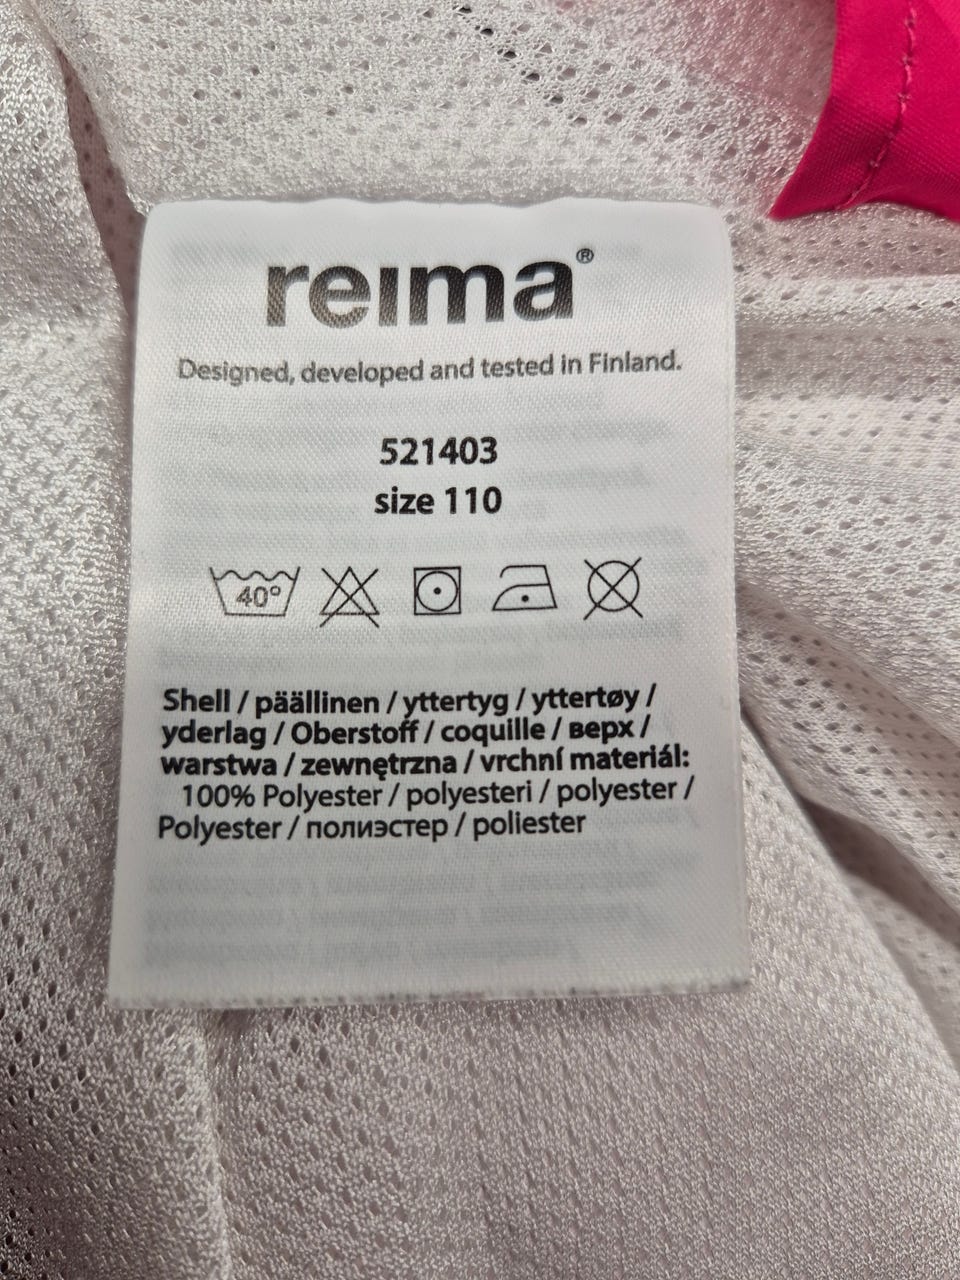 reima®
Designed, developed and tested in Finland.
521403
size 110
40°
Shell / päällinen / yttertyg / yttertøy /
yderlag / Oberstoff / coquille / верх /
warstwa / zewnętrzna / vrchní materiál:
100% Polyester / polyesteri / polyester /
Polyester / полиэстер / poliester